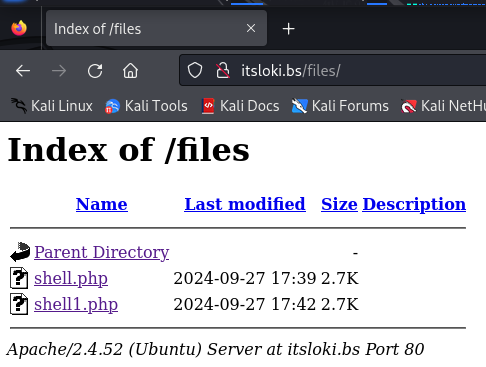 Index of /files
itsloki.bs/files/
Kali Linux Kali Tools Kali Docs Kali Forums Kali NetHu
Index of /files
Name Last modified Size Description
Parent Directory -
shell.php 2024-09-27 17:39 2.7K
shell1.php 2024-09-27 17:42 2.7K
Apache/2.4.52 (Ubuntu) Server at itsloki.bs Port 80